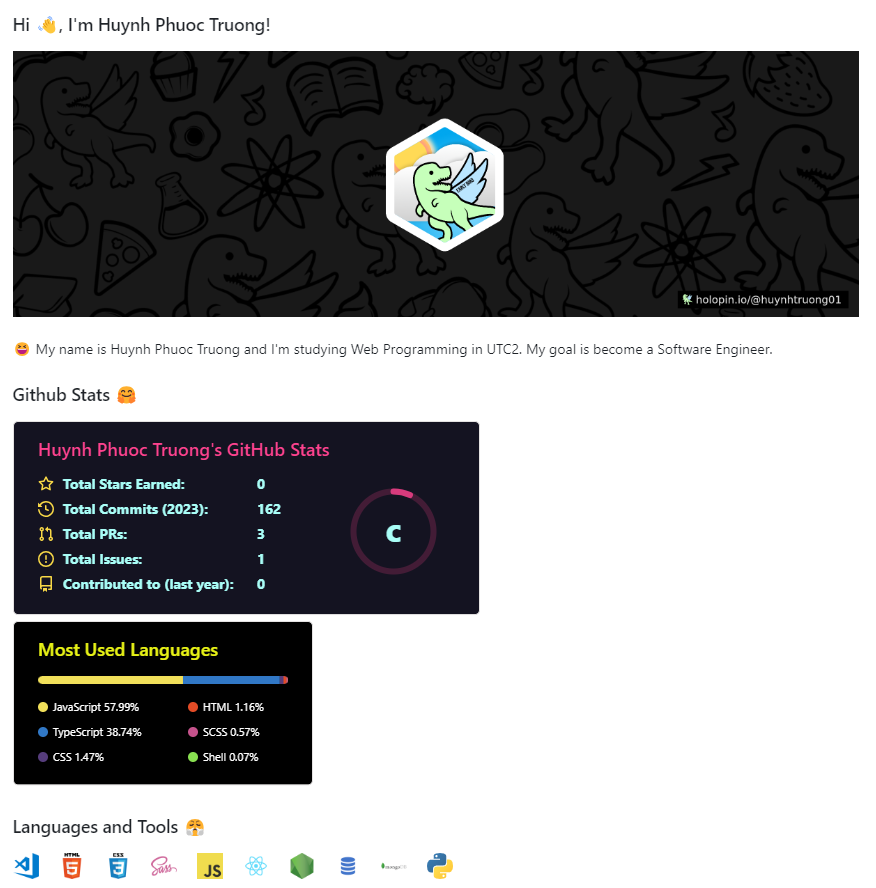 Hi 👋, I'm Huynh Phuoc Truong!
holopin.io/@huynhtruong01
😆 My name is Huynh Phuoc Truong and I'm studying Web Programming in UTC2. My goal is become a Software Engineer.
Github Stats 🤗
Huynh Phuoc Truong's GitHub Stats
Total Stars Earned: 0
Total Commits (2023): 162
Total PRs: 3
Total Issues: 1
Contributed to (last year): 0
C
Most Used Languages
JavaScript 57.99% HTML 1.16%
TypeScript 38.74% SCSS 0.57%
CSS 1.47% Shell 0.07%
Languages and Tools 😤
HTML CSS Sass JS mongoDB